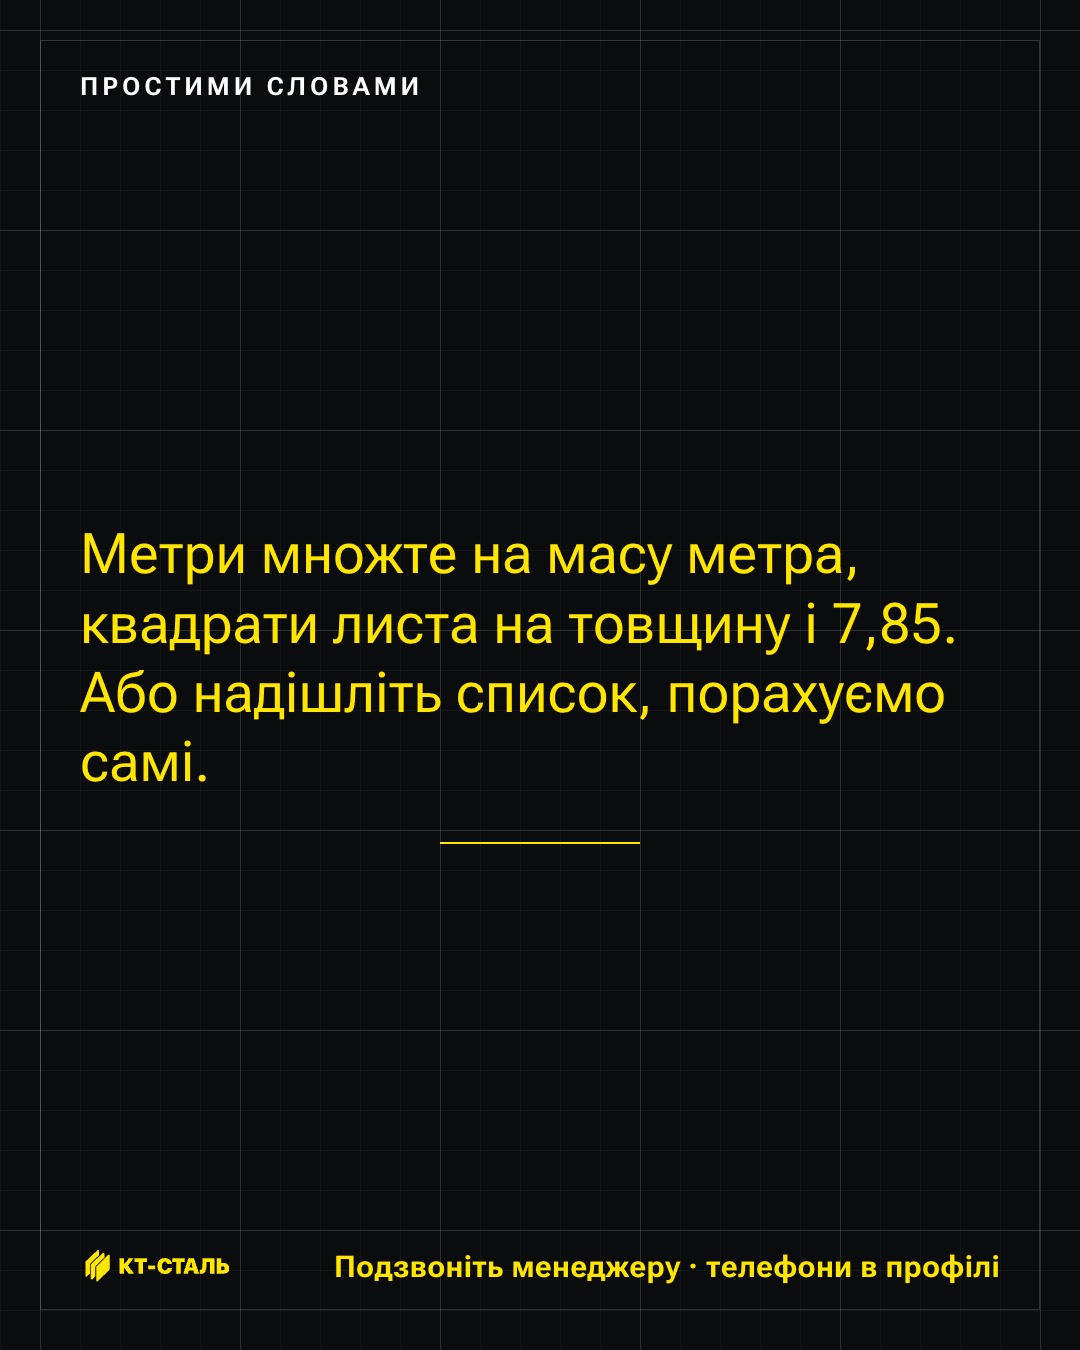 ПРОСТИМИ СЛОВАМИ
Метри множте на масу метра,
квадрати листа на товщину і 7,85.
Або надішліть список, порахуємо
самі.
КТ-СТАЛЬ
Подзвоніть менеджеру · телефони в профілі